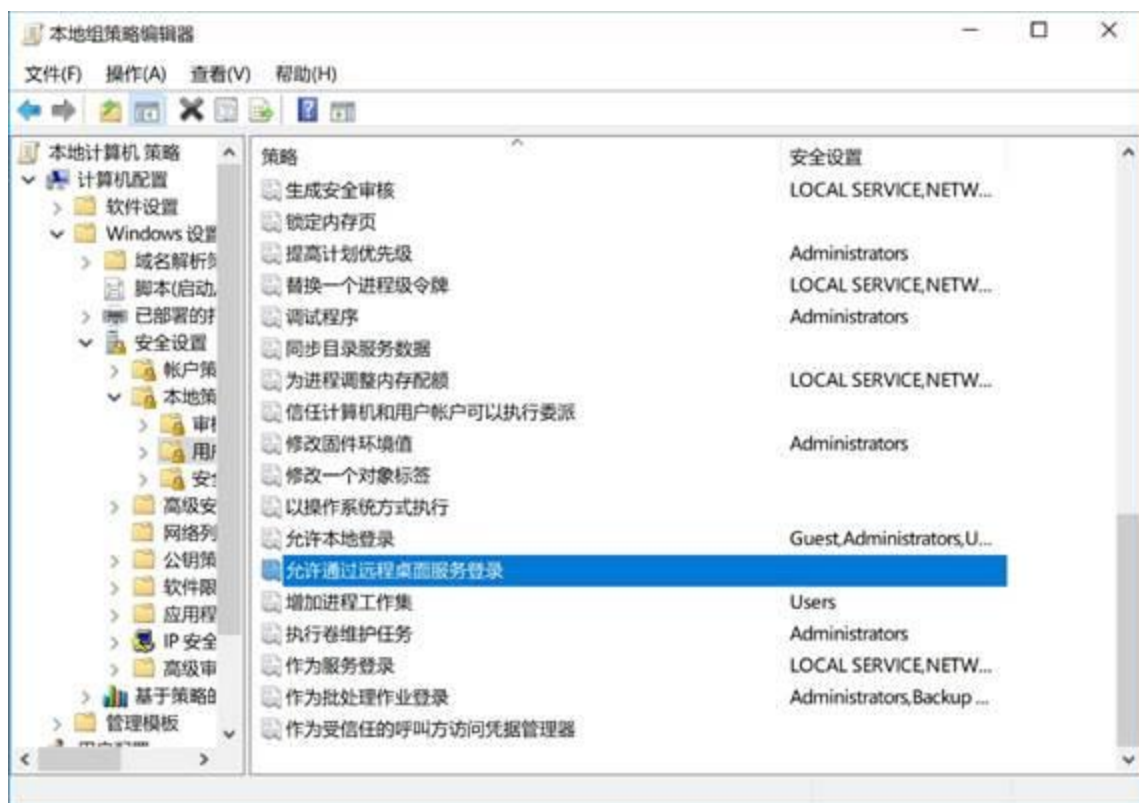 本地组策略编辑器
文件(F) 操作(A) 查看(V) 帮助(H)
本地计算机 策略
计算机配置
软件设置
Windows 设置
域名解析策
脚本(启动
已部署的打
安全设置
帐户策
本地策
审核
用户
安全
高级安
网络列
公钥策
软件限
应用程
IP 安全
高级审
基于策略的
管理模板
策略 安全设置
生成安全审核 LOCAL SERVICE,NETW...
锁定内存页
提高计划优先级 Administrators
替换一个进程级令牌 LOCAL SERVICE,NETW...
调试程序 Administrators
同步目录服务数据
为进程调整内存配额 LOCAL SERVICE,NETW...
信任计算机和用户帐户可以执行委派
修改固件环境值 Administrators
修改一个对象标签
以操作系统方式执行
允许本地登录 Guest,Administrators,U...
允许通过远程桌面服务登录
增加进程工作集 Users
执行卷维护任务 Administrators
作为服务登录 LOCAL SERVICE,NETW...
作为批处理作业登录 Administrators,Backup ...
作为受信任的呼叫方访问凭据管理器